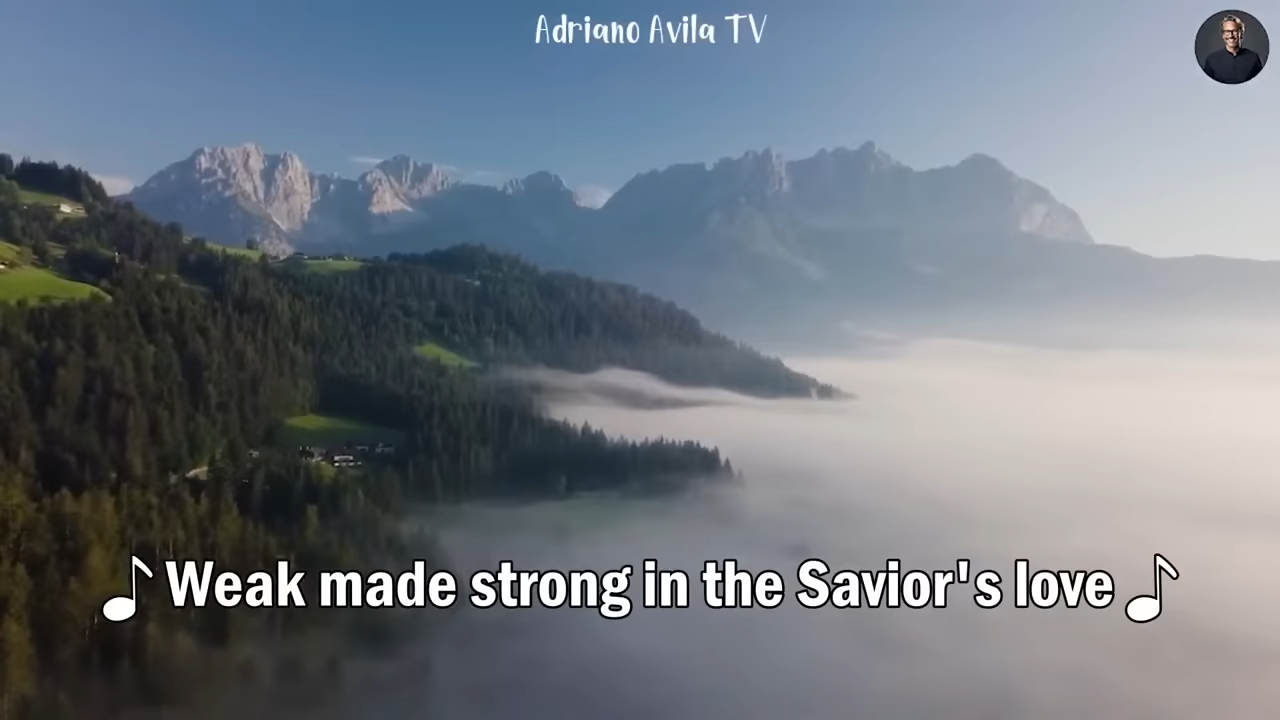 Adriano Avila TV
♪ Weak made strong in the Savior's love ♪